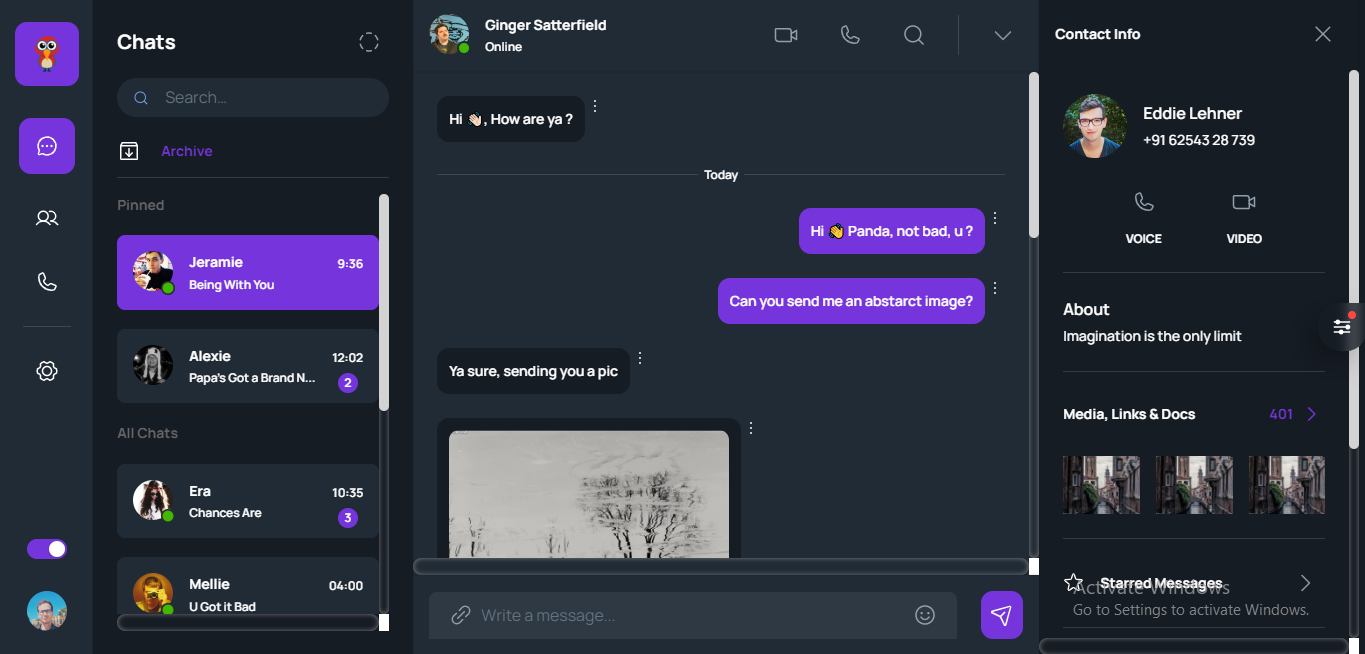 Chats
Search...
Archive
Pinned
Jeramie
9:36
Being With You
Alexie
12:02
Papa's Got a Brand N...
2
All Chats
Era
10:35
Chances Are
3
Mellie
04:00
U Got it Bad
Ginger Satterfield
Online
Hi 👋🏻, How are ya ?
Today
Hi 👋 Panda, not bad, u ?
Can you send me an abstarct image?
Ya sure, sending you a pic
Write a message...
Contact Info
Eddie Lehner
+91 62543 28 739
VOICE
VIDEO
About
Imagination is the only limit
Media, Links & Docs
401
Starred Messages
Activate Windows
Go to Settings to activate Windows.